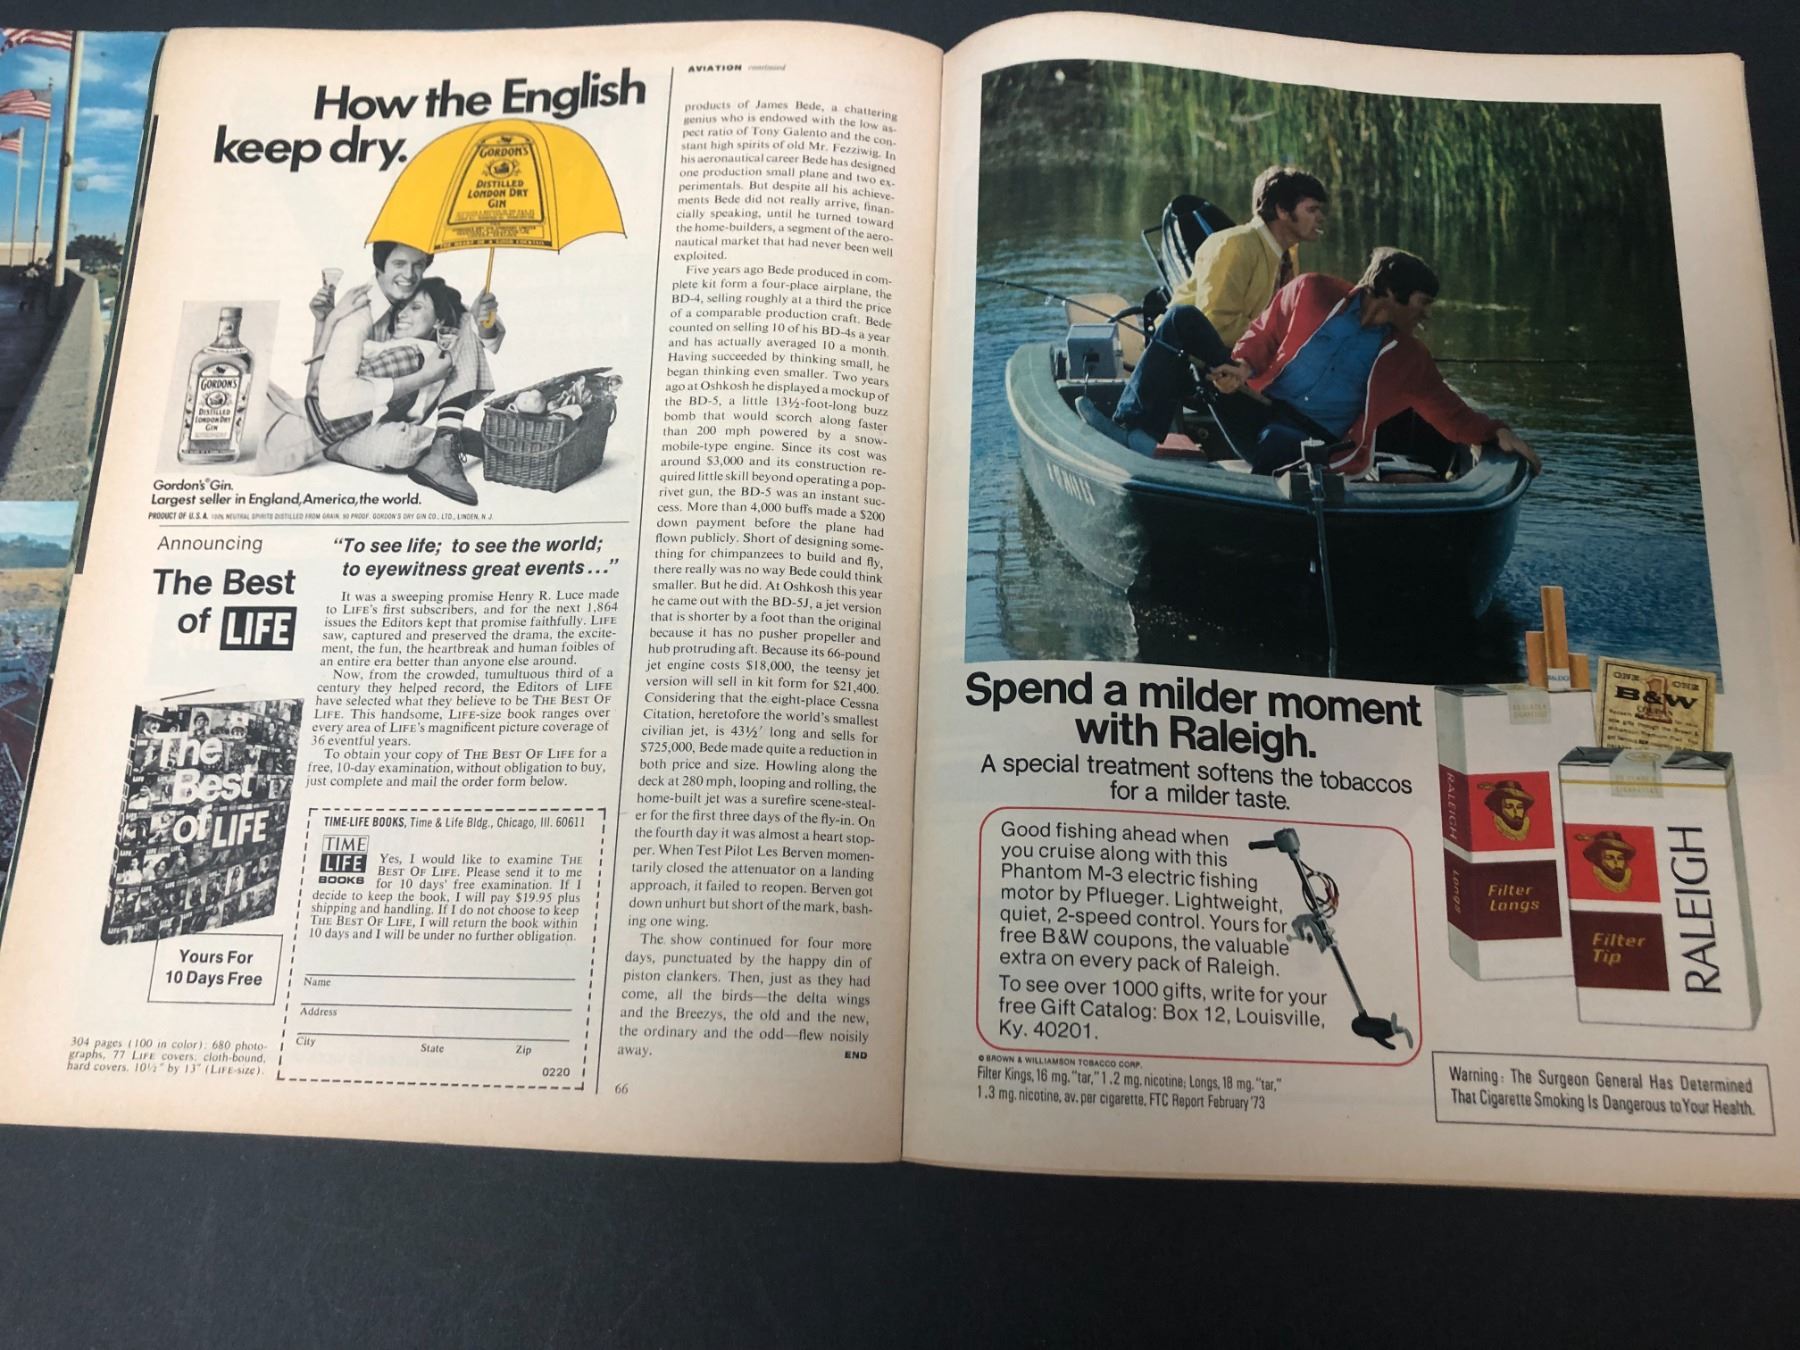 How the English
keep dry.
GORDON'S
DISTILLED
LONDON DRY
GIN
THE HEART OF A GOOD COCKTAIL
GORDON'S
DISTILLED
LONDON DRY
GIN
Gordon's® Gin.
Largest seller in England, America, the world.
PRODUCT OF U.S.A. 100% NEUTRAL SPIRITS DISTILLED FROM GRAIN. 90 PROOF. GORDON'S DRY GIN CO., LTD., LINDEN, N.J.
Announcing
The Best
of LIFE
The
Best
of LIFE
Yours For
10 Days Free
304 pages (100 in color): 680 photo-
graphs, 77 LIFE covers: cloth-bound,
hard covers. 10½" by 13" (LIFE-size).
"To see life; to see the world;
to eyewitness great events..."
It was a sweeping promise Henry R. Luce made
to LIFE's first subscribers, and for the next 1,864
issues the Editors kept that promise faithfully. LIFE
saw, captured and preserved the drama, the excite-
ment, the fun, the heartbreak and human foibles of
an entire era better than anyone else around.
Now, from the crowded, tumultuous third of a
century they helped record, the Editors of LIFE
have selected what they believe to be THE BEST OF
LIFE. This handsome, LIFE-size book ranges over
every area of LIFE's magnificent picture coverage of
36 eventful years.
To obtain your copy of THE BEST OF LIFE for a
free, 10-day examination, without obligation to buy,
just complete and mail the order form below.
TIME-LIFE BOOKS, Time & Life Bldg., Chicago, Ill. 60611
TIME
LIFE
BOOKS
Yes, I would like to examine THE
BEST OF LIFE. Please send it to me
for 10 days' free examination. If I
decide to keep the book, I will pay $19.95 plus
shipping and handling. If I do not choose to keep
THE BEST OF LIFE, I will return the book within
10 days and I will be under no further obligation.
Name
Address
City State Zip
0220
AVIATION continued
products of James Bede, a chattering
genius who is endowed with the low as-
pect ratio of Tony Galento and the con-
stant high spirits of old Mr. Fezziwig. In
his aeronautical career Bede has designed
one production small plane and two ex-
perimentals. But despite all his achieve-
ments Bede did not really arrive, finan-
cially speaking, until he turned toward
the home-builders, a segment of the aero-
nautical market that had never been well
exploited.
Five years ago Bede produced in com-
plete kit form a four-place airplane, the
BD-4, selling roughly at a third the price
of a comparable production craft. Bede
counted on selling 10 of his BD-4s a year
and has actually averaged 10 a month.
Having succeeded by thinking small, he
began thinking even smaller. Two years
ago at Oshkosh he displayed a mockup of
the BD-5, a little 13½-foot-long buzz
bomb that would scorch along faster
than 200 mph powered by a snow-
mobile-type engine. Since its cost was
around $3,000 and its construction re-
quired little skill beyond operating a pop-
rivet gun, the BD-5 was an instant suc-
cess. More than 4,000 buffs made a $200
down payment before the plane had
flown publicly. Short of designing some-
thing for chimpanzees to build and fly,
there really was no way Bede could think
smaller. But he did. At Oshkosh this year
he came out with the BD-5J, a jet version
that is shorter by a foot than the original
because it has no pusher propeller and
hub protruding aft. Because its 66-pound
jet engine costs $18,000, the teensy jet
version will sell in kit form for $21,400.
Considering that the eight-place Cessna
Citation, heretofore the world's smallest
civilian jet, is 43½' long and sells for
$725,000, Bede made quite a reduction in
both price and size. Howling along the
deck at 280 mph, looping and rolling, the
home-built jet was a surefire scene-steal-
er for the first three days of the fly-in. On
the fourth day it was almost a heart stop-
per. When Test Pilot Les Berven momen-
tarily closed the attenuator on a landing
approach, it failed to reopen. Berven got
down unhurt but short of the mark, bash-
ing one wing.
The show continued for four more
days, punctuated by the happy din of
piston clankers. Then, just as they had
come, all the birds—the delta wings
and the Breezys, the old and the new,
the ordinary and the odd—flew noisily
away. END
66
Spend a milder moment
with Raleigh.
A special treatment softens the tobaccos
for a milder taste.
Good fishing ahead when
you cruise along with this
Phantom M-3 electric fishing
motor by Pflueger. Lightweight,
quiet, 2-speed control. Yours for
free B&W coupons, the valuable
extra on every pack of Raleigh.
To see over 1000 gifts, write for your
free Gift Catalog: Box 12, Louisville,
Ky. 40201.
© BROWN & WILLIAMSON TOBACCO CORP.
Filter Kings, 16 mg. "tar," 1.2 mg. nicotine; Longs, 18 mg. "tar,"
1.3 mg. nicotine, av. per cigarette, FTC Report February '73
ONE ONE
B&W
COUPON
RALEIGH
LONGS
Filter
Longs
Filter
Tip
RALEIGH
Warning: The Surgeon General Has Determined
That Cigarette Smoking Is Dangerous to Your Health.